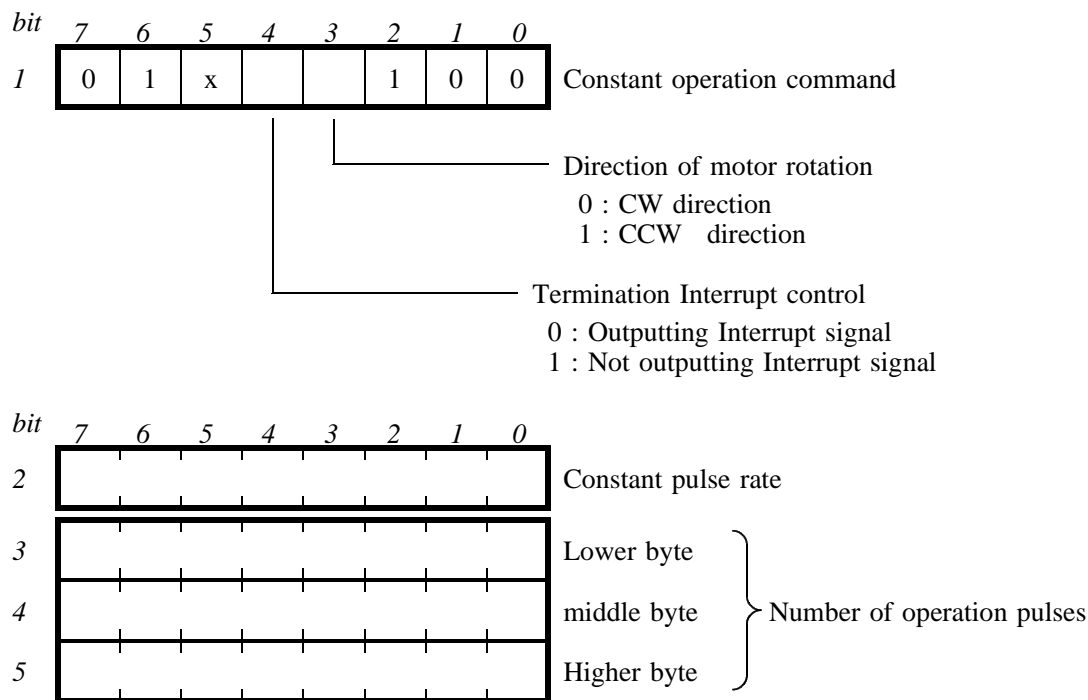 bit 7 6 5 4 3 2 1 0
1 0 1 x 1 0 0 Constant operation command
Direction of motor rotation
0 : CW direction
1 : CCW direction
Termination Interrupt control
0 : Outputting Interrupt signal
1 : Not outputting Interrupt signal
bit 7 6 5 4 3 2 1 0
2 Constant pulse rate
3 Lower byte
4 middle byte Number of operation pulses
5 Higher byte